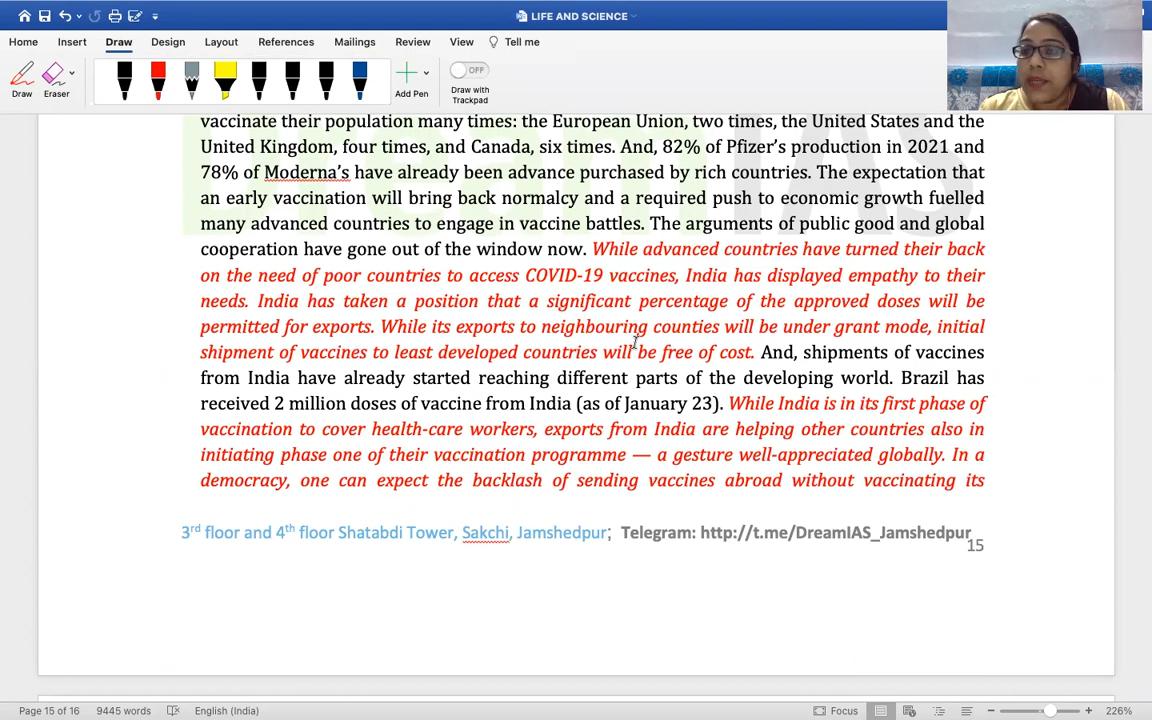 LIFE AND SCIENCE
Home Insert Draw Design Layout References Mailings Review View Tell me
OFF
Draw Eraser Add Pen Draw with
Trackpad
DreamIAS
vaccinate their population many times: the European Union, two times, the United States and the
United Kingdom, four times, and Canada, six times. And, 82% of Pfizer’s production in 2021 and
78% of Moderna’s have already been advance purchased by rich countries. The expectation that
an early vaccination will bring back normalcy and a required push to economic growth fuelled
many advanced countries to engage in vaccine battles. The arguments of public good and global
cooperation have gone out of the window now. While advanced countries have turned their back
on the need of poor countries to access COVID-19 vaccines, India has displayed empathy to their
needs. India has taken a position that a significant percentage of the approved doses will be
permitted for exports. While its exports to neighbouring counties will be under grant mode, initial
shipment of vaccines to least developed countries will be free of cost. And, shipments of vaccines
from India have already started reaching different parts of the developing world. Brazil has
received 2 million doses of vaccine from India (as of January 23). While India is in its first phase of
vaccination to cover health-care workers, exports from India are helping other countries also in
initiating phase one of their vaccination programme — a gesture well-appreciated globally. In a
democracy, one can expect the backlash of sending vaccines abroad without vaccinating its
3rd floor and 4th floor Shatabdi Tower, Sakchi, Jamshedpur; Telegram: http://t.me/DreamIAS_Jamshedpur
15
Page 15 of 16 9445 words English (India) Focus 226%